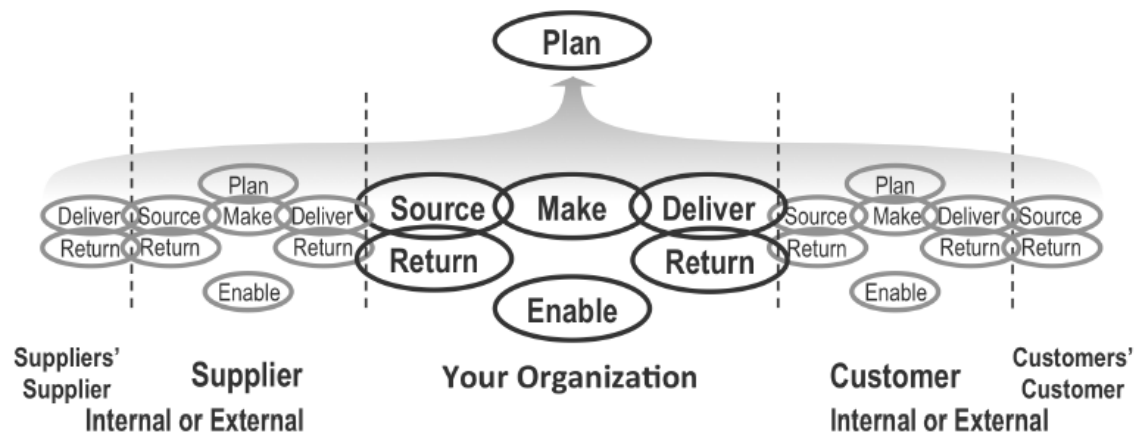 Plan
Plan
Plan
Deliver Source Make Deliver Source Make Deliver Source Make Deliver Source
Return Return Return Return Return Return Return Return
Enable
Enable
Enable
Suppliers'
Supplier
Supplier
Internal or External
Your Organization
Customer
Internal or External
Customers'
Customer